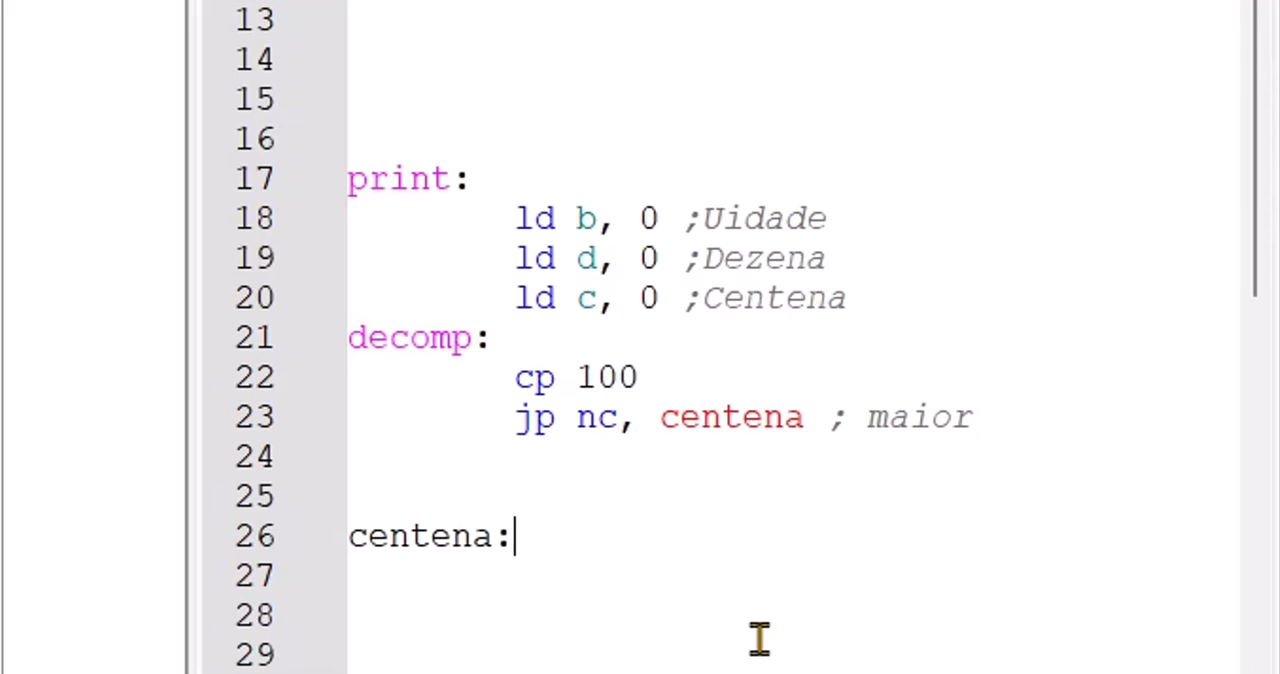 13
14
15
16
17 print:
18 ld b, 0 ;Uidade
19 ld d, 0 ;Dezena
20 ld c, 0 ;Centena
21 decomp:
22 cp 100
23 jp nc, centena ; maior
24
25
26 centena:
27
28
29